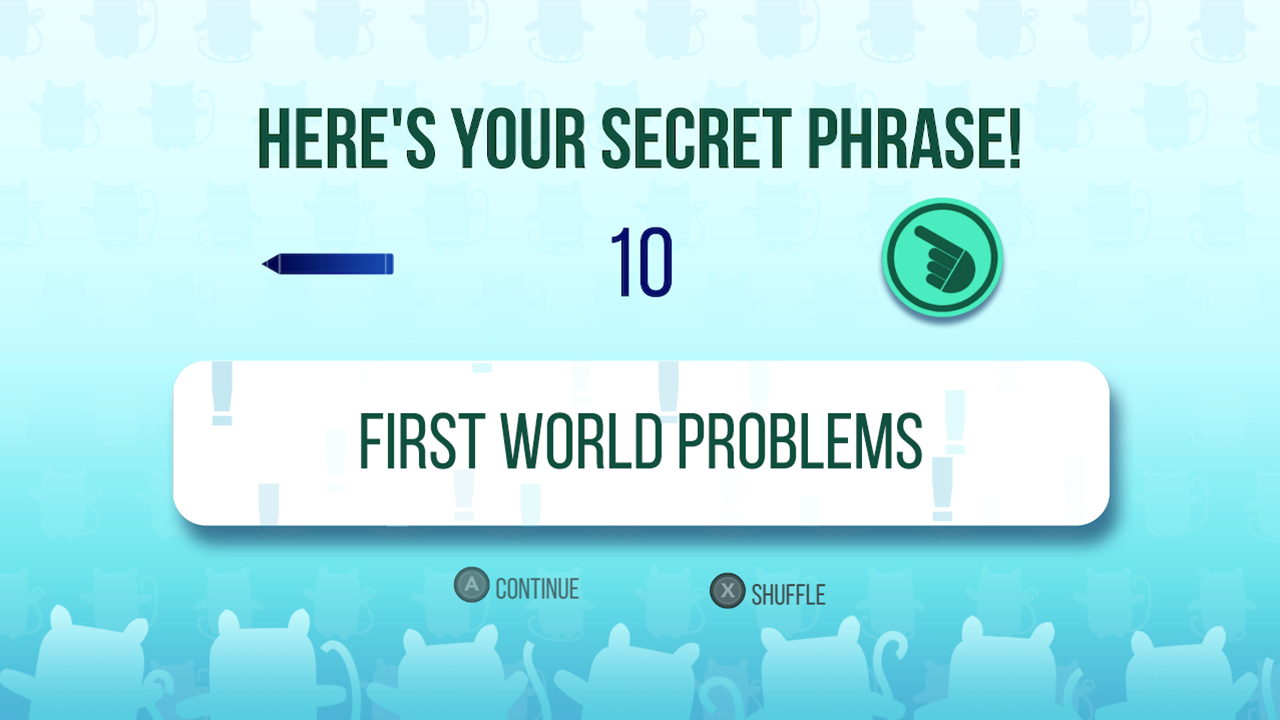 HERE'S YOUR SECRET PHRASE!
10
FIRST WORLD PROBLEMS
A CONTINUE
X SHUFFLE